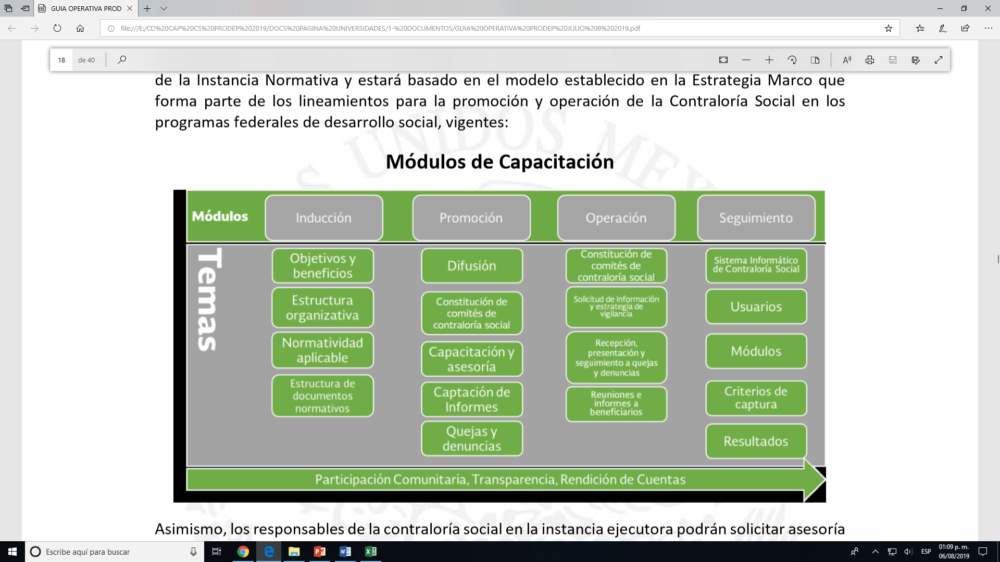 GUIA OPERATIVA PROD
file:///E:/CD%20CAP%20CS%20PRODEP%202019/DOCS%20PAGINA%20UNIVERSIDADES/1-%20DOCUMENTOS/GUIA%20OPERATIVA%20PRODEP%20JULIO%208%202019.pdf
18 de 40
de la Instancia Normativa y estará basado en el modelo establecido en la Estrategia Marco que
forma parte de los lineamientos para la promoción y operación de la Contraloría Social en los
programas federales de desarrollo social, vigentes:
S UNIDOS MEX
Módulos de Capacitación
Módulos
Inducción
Promoción
Operación
Seguimiento
Temas
Objetivos y
beneficios
Estructura
organizativa
Normatividad
aplicable
Estructura de
documentos
normativos
Difusión
Constitución de
comités de
contraloría social
Capacitación y
asesoría
Captación de
Informes
Quejas y
denuncias
Constitución de
comités de
contraloría social
Solicitud de información
y estrategia de
vigilancia
Recepción,
presentación y
seguimiento a quejas
y denuncias
Reuniones e
informes a
beneficiarios
Sistema Informático
de Contraloría Social
Usuarios
Módulos
Criterios de
captura
Resultados
Participación Comunitaria, Transparencia, Rendición de Cuentas
Asimismo, los responsables de la contraloría social en la instancia ejecutora podrán solicitar asesoría
Escribe aquí para buscar
ESP
01:09 p. m.
06/08/2019